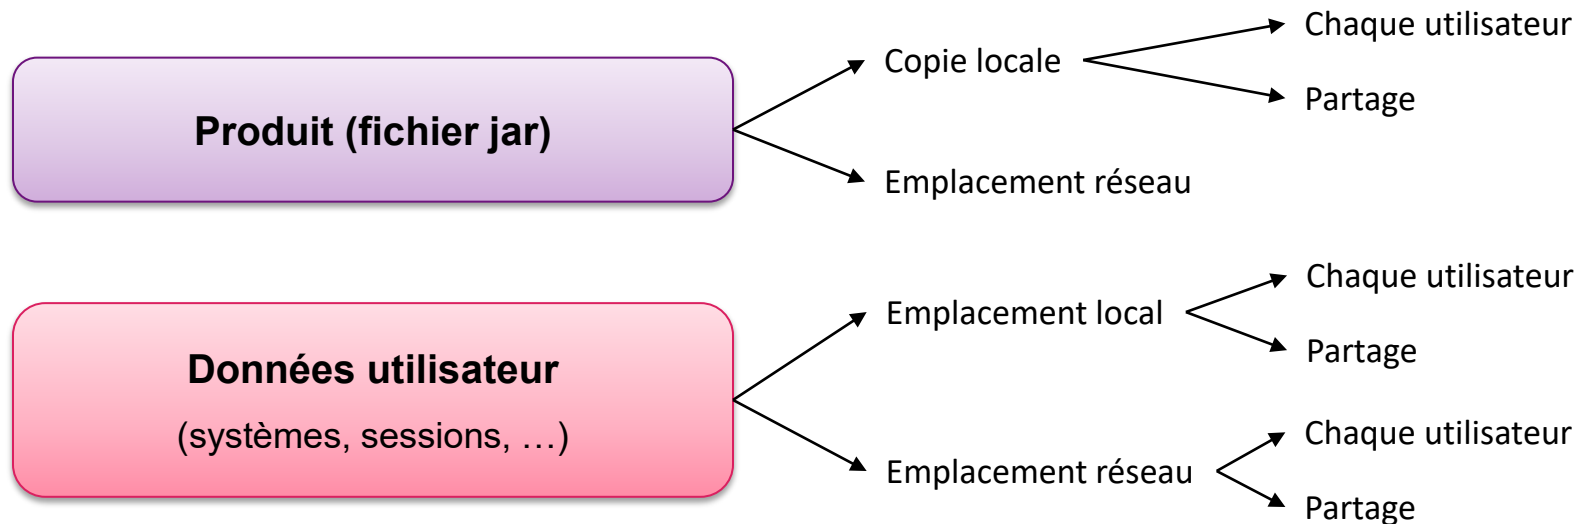 Produit (fichier jar)
Copie locale
Chaque utilisateur
Partage
Emplacement réseau
Données utilisateur
(systèmes, sessions, …)
Emplacement local
Chaque utilisateur
Partage
Emplacement réseau
Chaque utilisateur
Partage